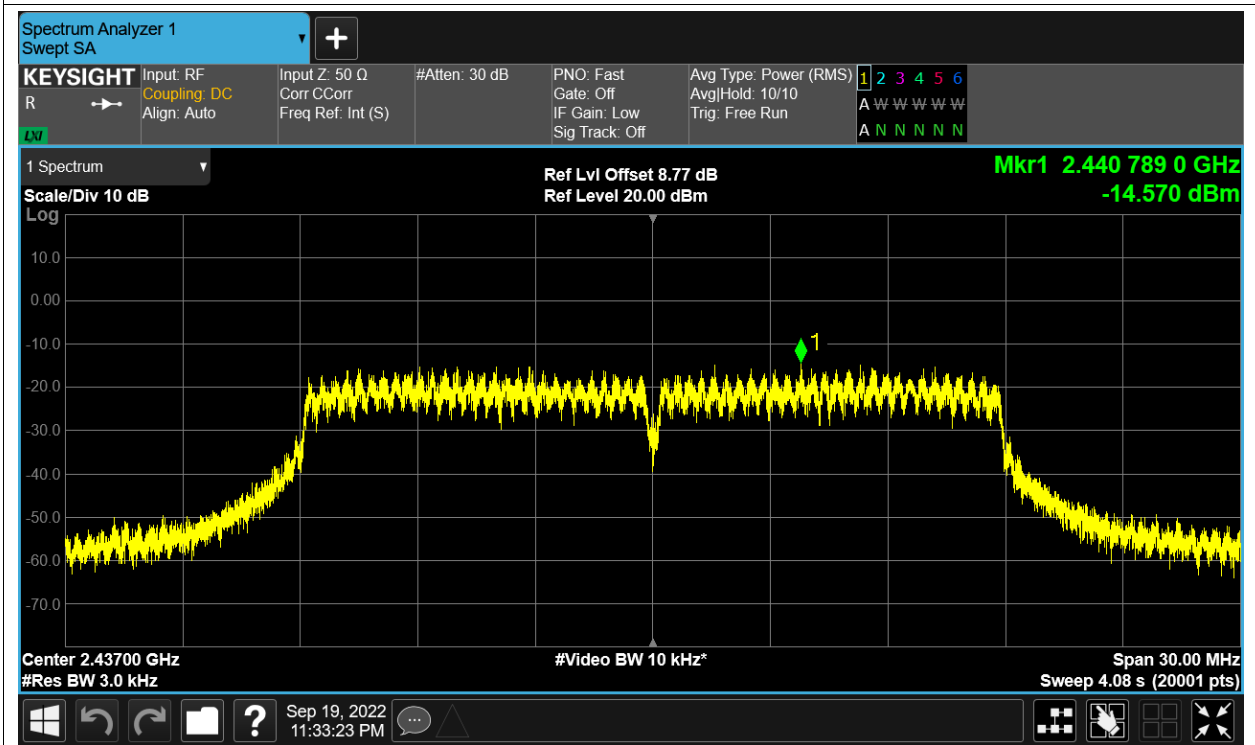 Spectrum Analyzer 1
Swept SA
KEYSIGHT
R
LXI
Input: RF
Coupling: DC
Align: Auto
Input Z: 50 Ω
Corr CCorr
Freq Ref: Int (S)
#Atten: 30 dB
PNO: Fast
Gate: Off
IF Gain: Low
Sig Track: Off
Avg Type: Power (RMS)
Avg|Hold: 10/10
Trig: Free Run
1 2 3 4 5 6
A W W W W W
A N N N N N
1 Spectrum
Scale/Div 10 dB
Log
Ref Lvl Offset 8.77 dB
Ref Level 20.00 dBm
Mkr1 2.440 789 0 GHz
-14.570 dBm
10.0
0.00
-10.0
-20.0
-30.0
-40.0
-50.0
-60.0
-70.0
1
Center 2.43700 GHz
#Res BW 3.0 kHz
#Video BW 10 kHz*
Span 30.00 MHz
Sweep 4.08 s (20001 pts)
?
Sep 19, 2022
11:33:23 PM